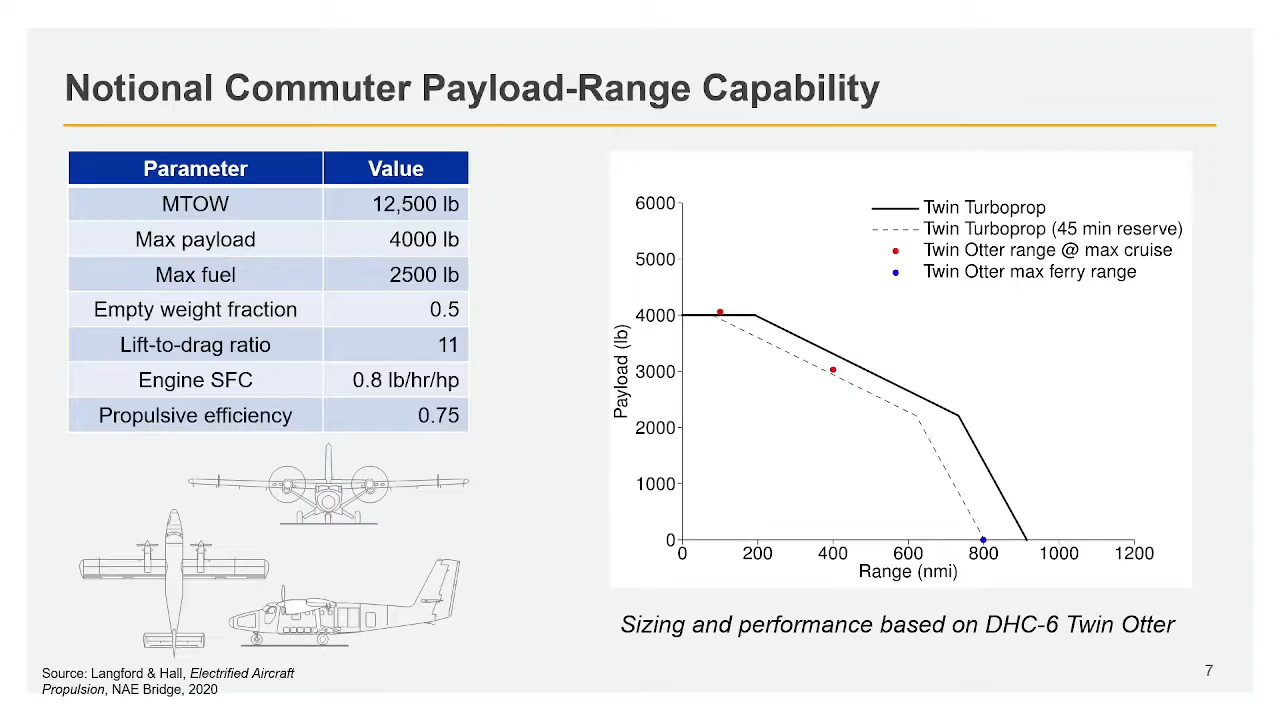 Notional Commuter Payload-Range Capability
Parameter Value
MTOW 12,500 lb
Max payload 4000 lb
Max fuel 2500 lb
Empty weight fraction 0.5
Lift-to-drag ratio 11
Engine SFC 0.8 lb/hr/hp
Propulsive efficiency 0.75
Twin Turboprop
Twin Turboprop (45 min reserve)
Twin Otter range @ max cruise
Twin Otter max ferry range
6000
5000
4000
3000
2000
1000
0
Payload (lb)
0 200 400 600 800 1000 1200
Range (nmi)
Sizing and performance based on DHC-6 Twin Otter
Source: Langford & Hall, Electrified Aircraft
Propulsion, NAE Bridge, 2020
7